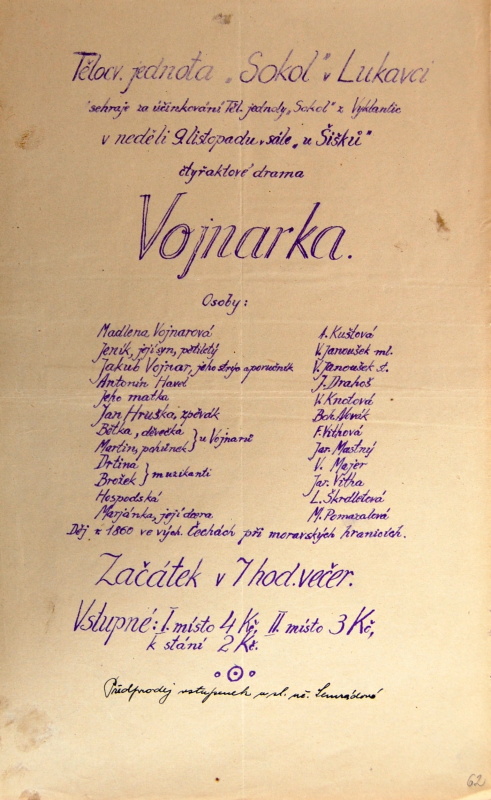 Tělocv. jednota „Sokol" v Lukavci
sehraje za účinkování Těl. jednoty „Sokol" z Vyklantic
v neděli 9. listopadu v sále „u Šišků"
čtyřaktové drama
Vojnarka.
Osoby:
Madlena Vojnarová A. Kuštová
Jeník, její syn, pětiletý V. Janoušek ml.
Jakub Vojnar, jeho strýc a poručník V. Janoušek st.
Antonín Havel J. Drahoš
Jeho matka V. Knotová
Jan Hruška, zpěvák Boh. Novák
Bětka, děvečka F. Vithová
Martin, pohůnek } u Vojnarů Jar. Mastný
Drtina V. Majer
Brožek } muzikanti Jar. Vitha
Hospodská L. Škrdlétová
Marjánka, její dcera M. Pomazalová
Děj r. 1860 ve vých. Čechách při moravských hranicích.
Začátek v 7 hod. večer.
Vstupné: I. místo 4 Kč, II. místo 3 Kč,
k stání 2 Kč.
Předprodej vstupenek u sl.
62